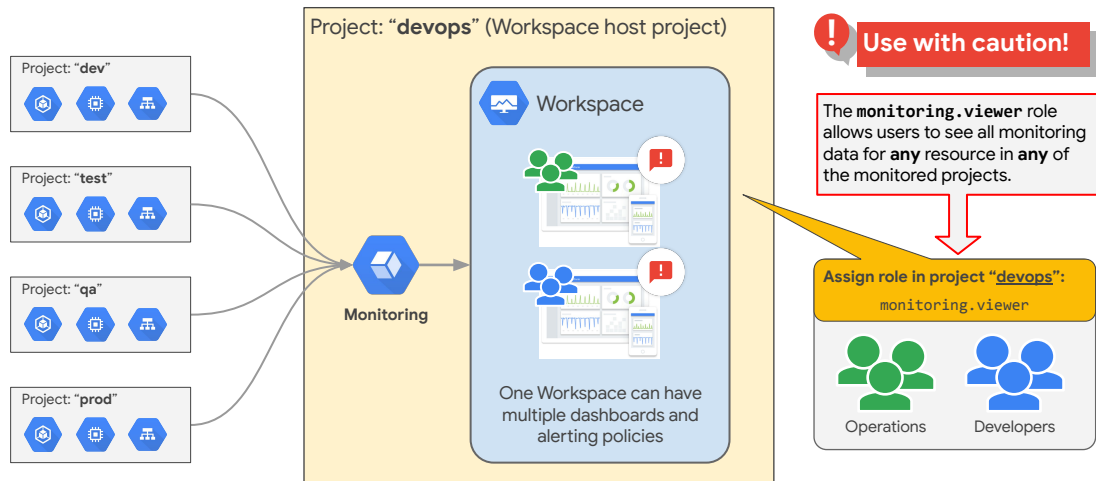 Project: “dev”
Project: “test”
Project: “qa”
Project: “prod”
Project: “devops” (Workspace host project)
Monitoring
Workspace
One Workspace can have
multiple dashboards and
alerting policies
Use with caution!
The monitoring.viewer role
allows users to see all monitoring
data for any resource in any of
the monitored projects.
Assign role in project “devops”:
monitoring.viewer
Operations
Developers